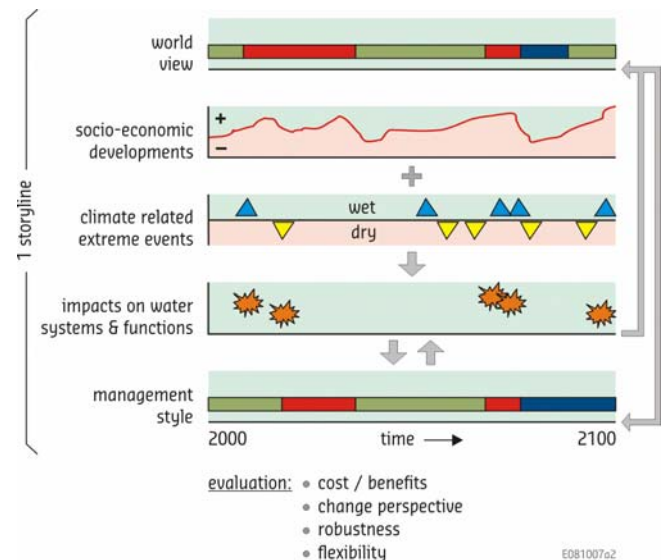 1 storyline
world
view
socio-economic
developments
+
−
+
climate related
extreme events
wet
dry
impacts on water
systems & functions
management
style
2000 time 2100
evaluation: • cost / benefits
• change perspective
• robustness
• flexibility
E081007a2